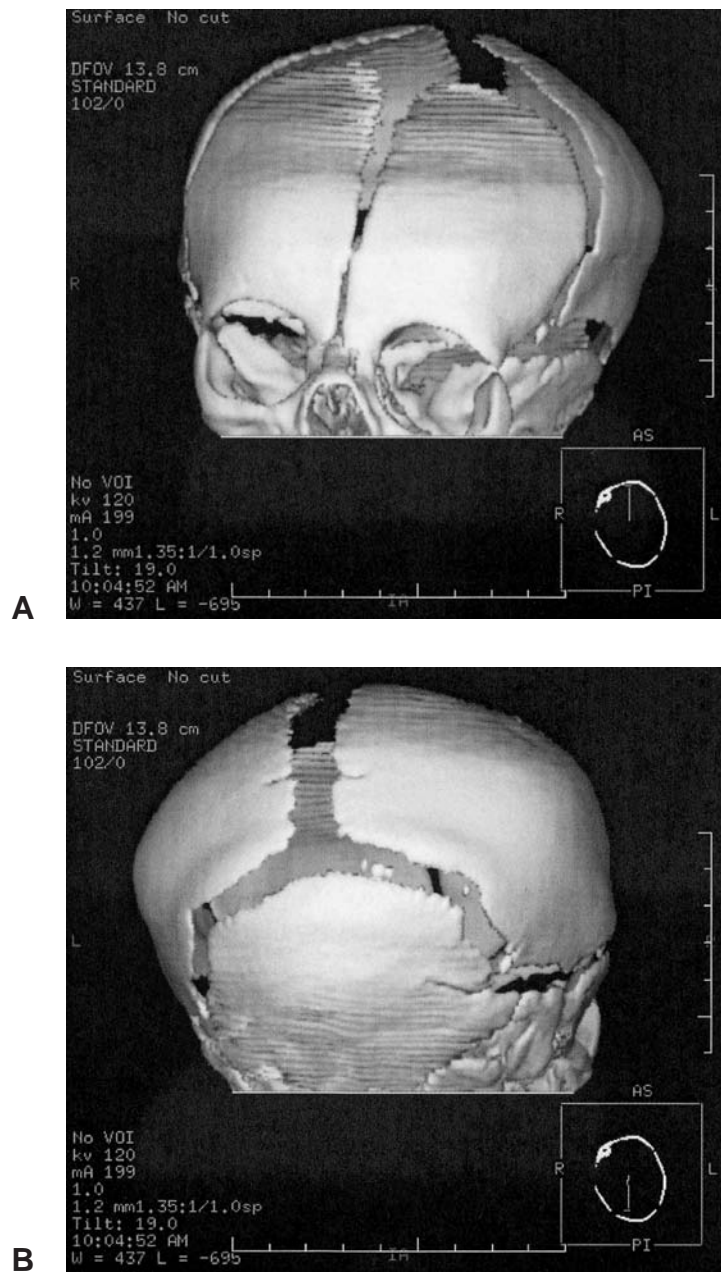 Surface No cut
DFOV 13.8 cm
STANDARD
102/0
R
No VOI
kv 120
mA 199
1.0
1.2 mm1.35:1/1.0sp
Tilt: 19.0
10:04:52 AM
W = 437 L = -695
IA
AS
R
L
PI
A
Surface No cut
DFOV 13.8 cm
STANDARD
102/0
L
No VOI
kv 120
mA 199
1.0
1.2 mm1.35:1/1.0sp
Tilt: 19.0
10:04:52 AM
W = 437 L = -695
IA
AS
R
L
PI
B